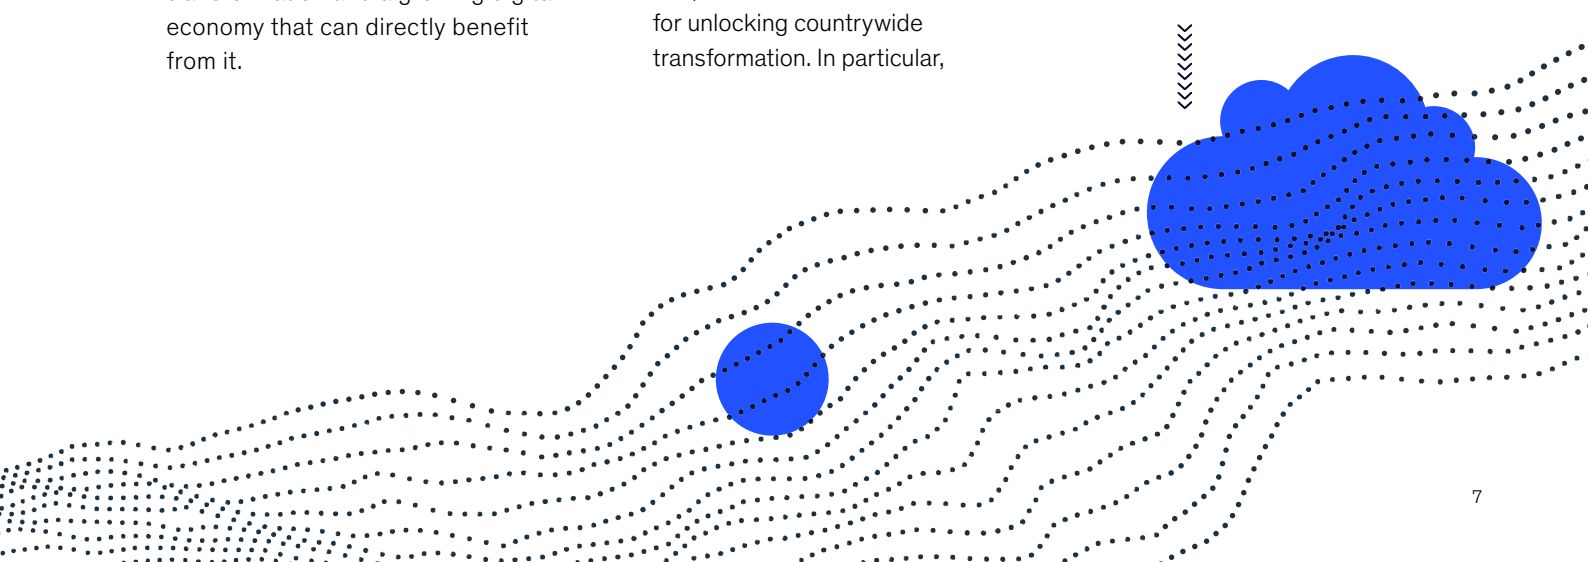 economy that can directly benefit
from it.
for unlocking countrywide
transformation. In particular,
7